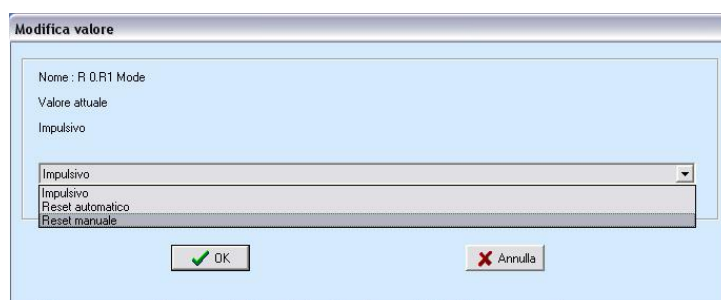 Modifica valore
Nome : R 0.R1 Mode
Valore attuale
Impulsivo
Impulsivo
Impulsivo
Reset automatico
Reset manuale
OK
Annulla